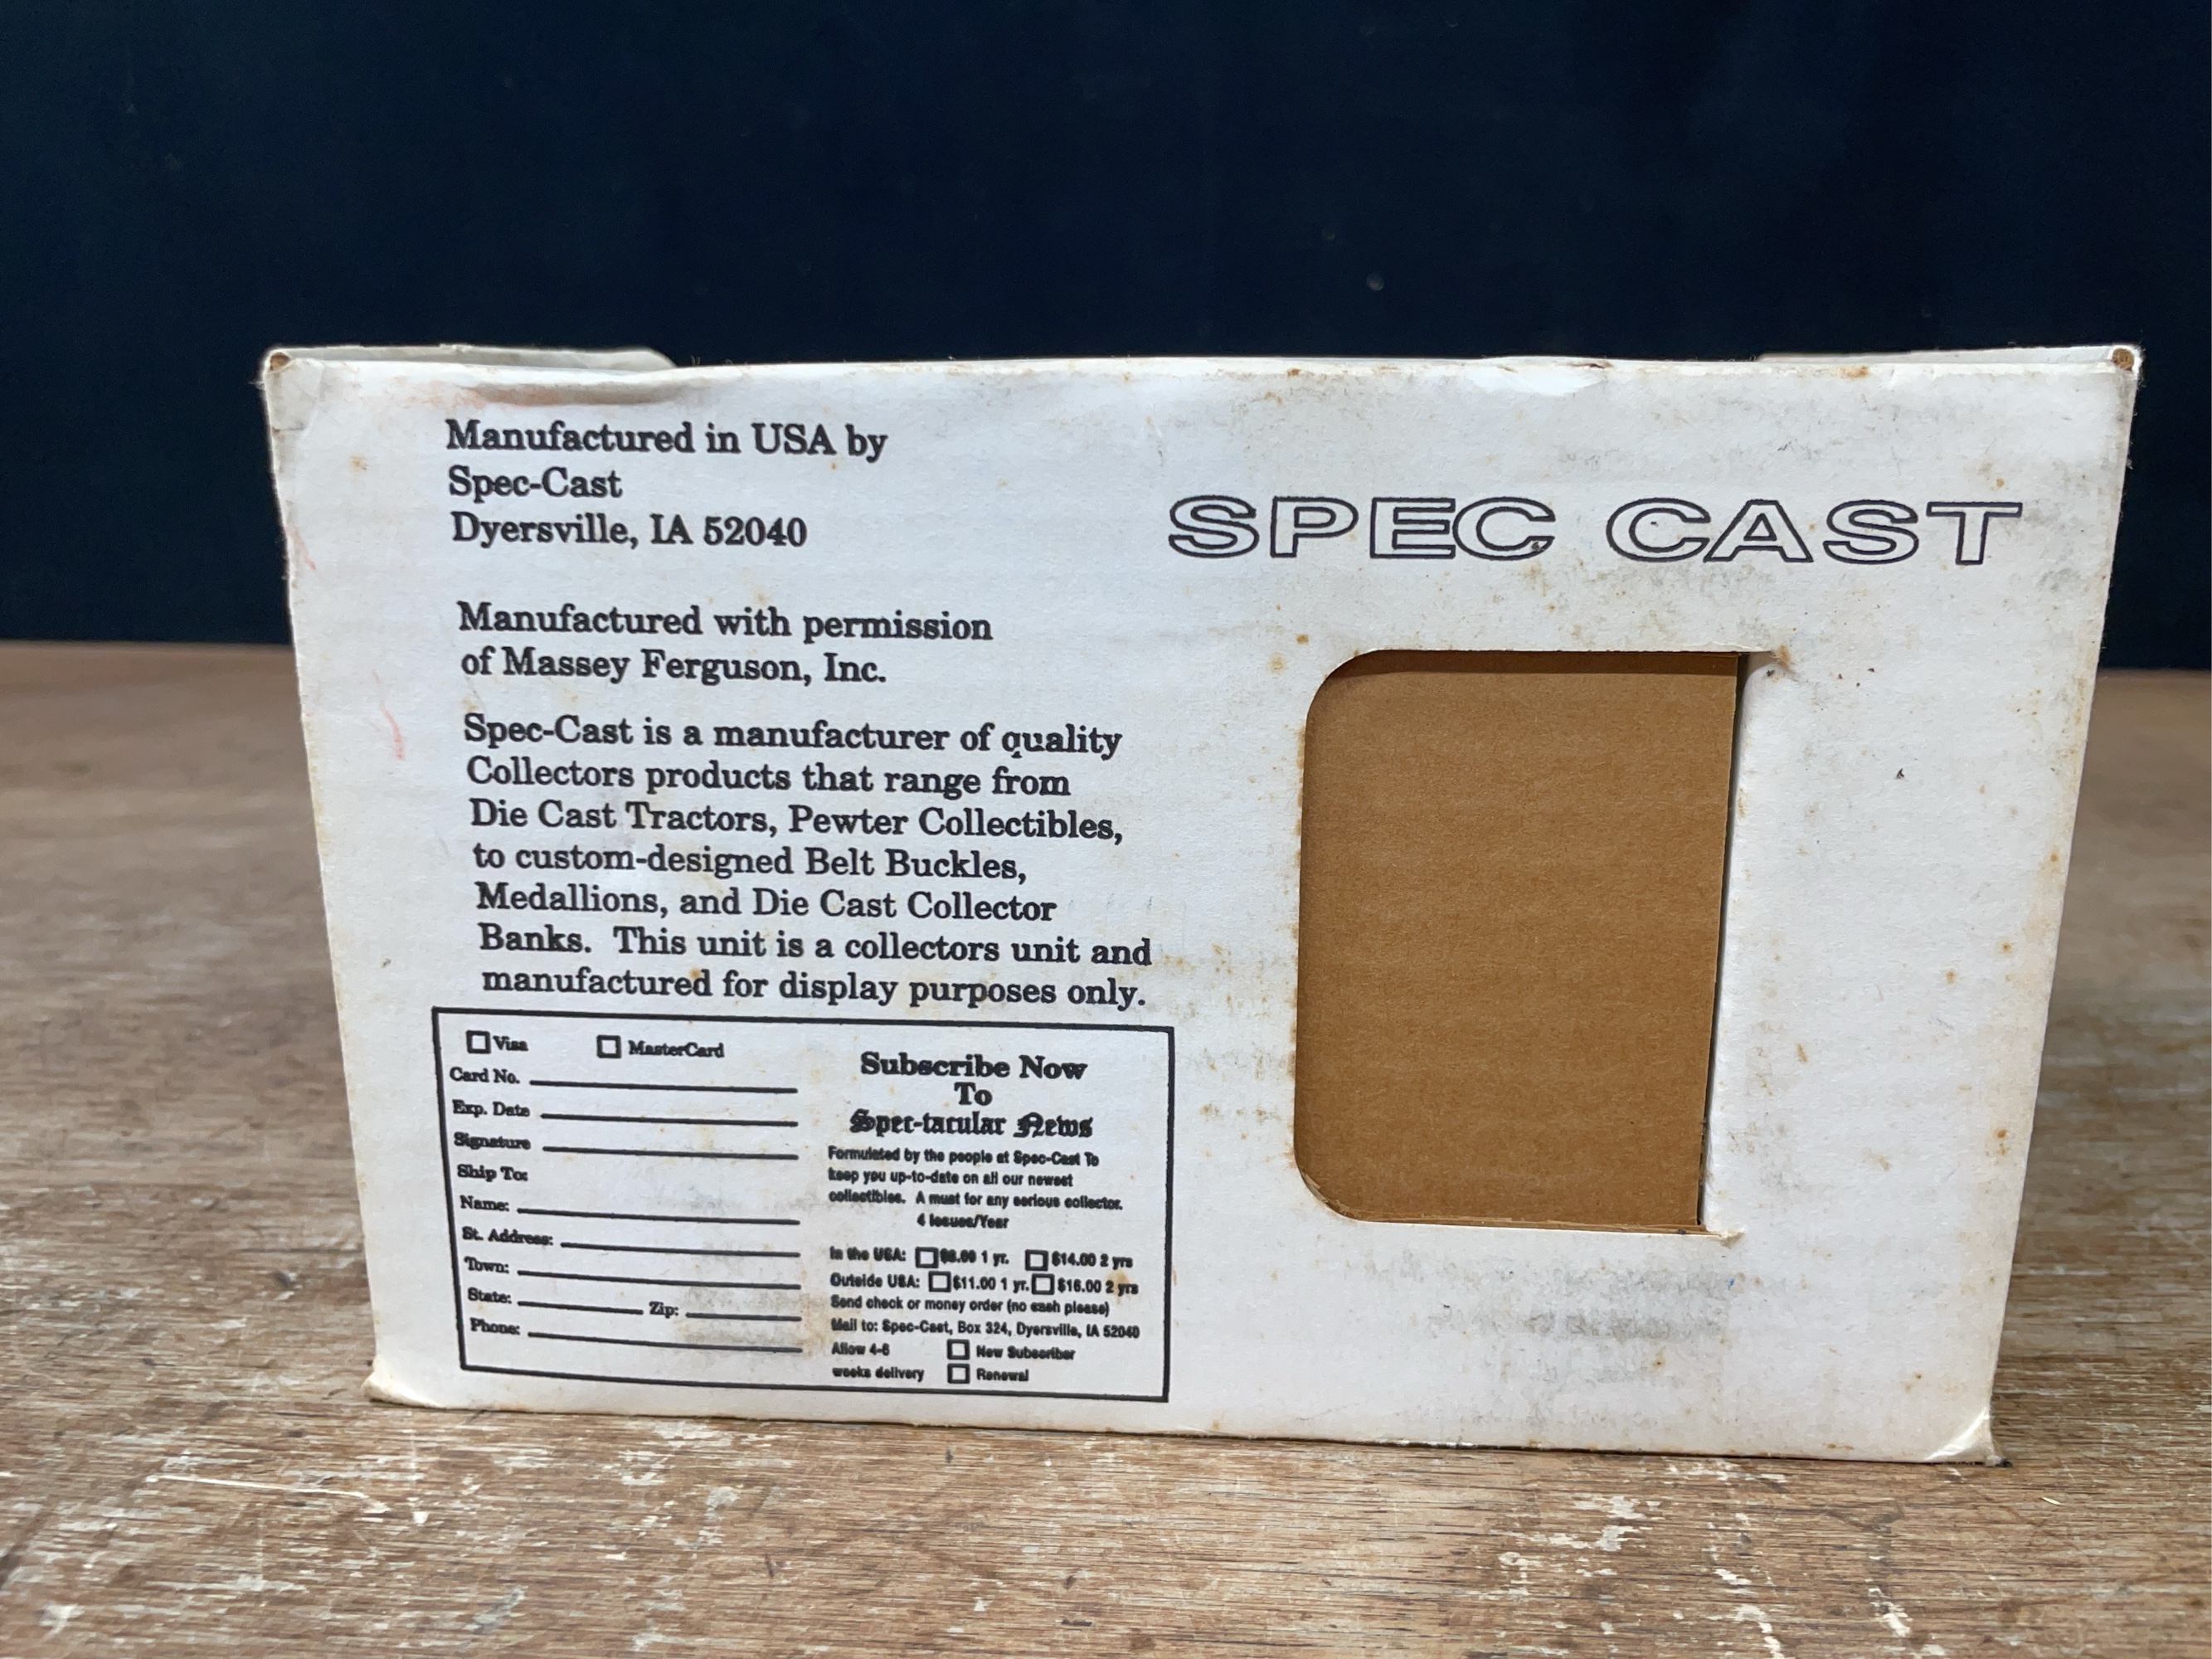 Manufactured in USA by
Spec-Cast
Dyersville, IA 52040
Manufactured with permission
of Massey Ferguson, Inc.
Spec-Cast is a manufacturer of quality
Collectors products that range from
Die Cast Tractors, Pewter Collectibles,
to custom-designed Belt Buckles,
Medallions, and Die Cast Collector
Banks. This unit is a collectors unit and
manufactured for display purposes only.
SPEC CAST
Visa MasterCard
Card No.
Exp. Date
Signature
Ship To:
Name:
St. Address:
Town:
State: Zip:
Phone:
Subscribe Now
To
Spec-tacular News
Formulated by the people at Spec-Cast To
keep you up-to-date on all our newest
collectibles. A must for any serious collector.
4 Issues/Year
In the USA: 1 yr. $14.00 2 yrs
Outside USA: $11.00 1 yr. $16.00 2 yrs
Send check or money order (no cash please)
Mail to: Spec-Cast, Box 324, Dyersville, IA 52040
Allow 4-6 New Subscriber
weeks delivery Renewal